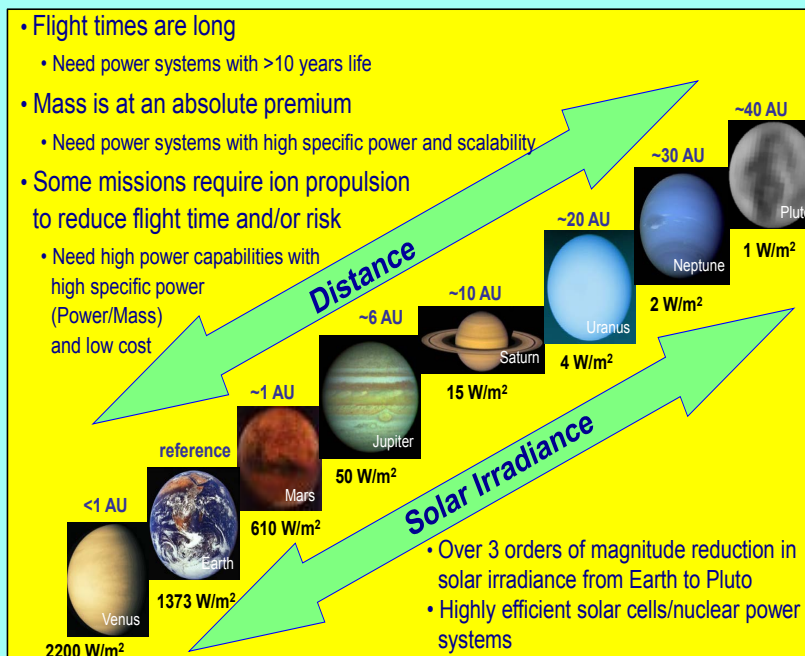 • Flight times are long
• Need power systems with >10 years life
• Mass is at an absolute premium
• Need power systems with high specific power and scalability
• Some missions require ion propulsion
to reduce flight time and/or risk
• Need high power capabilities with
high specific power
(Power/Mass)
and low cost
Distance
~40 AU
Pluto
1 W/m²
~30 AU
Neptune
2 W/m²
~20 AU
Uranus
4 W/m²
~10 AU
Saturn
15 W/m²
~6 AU
Jupiter
50 W/m²
~1 AU
Mars
610 W/m²
reference
Earth
1373 W/m²
<1 AU
Venus
2200 W/m²
Solar Irradiance
• Over 3 orders of magnitude reduction in
solar irradiance from Earth to Pluto
• Highly efficient solar cells/nuclear power
systems